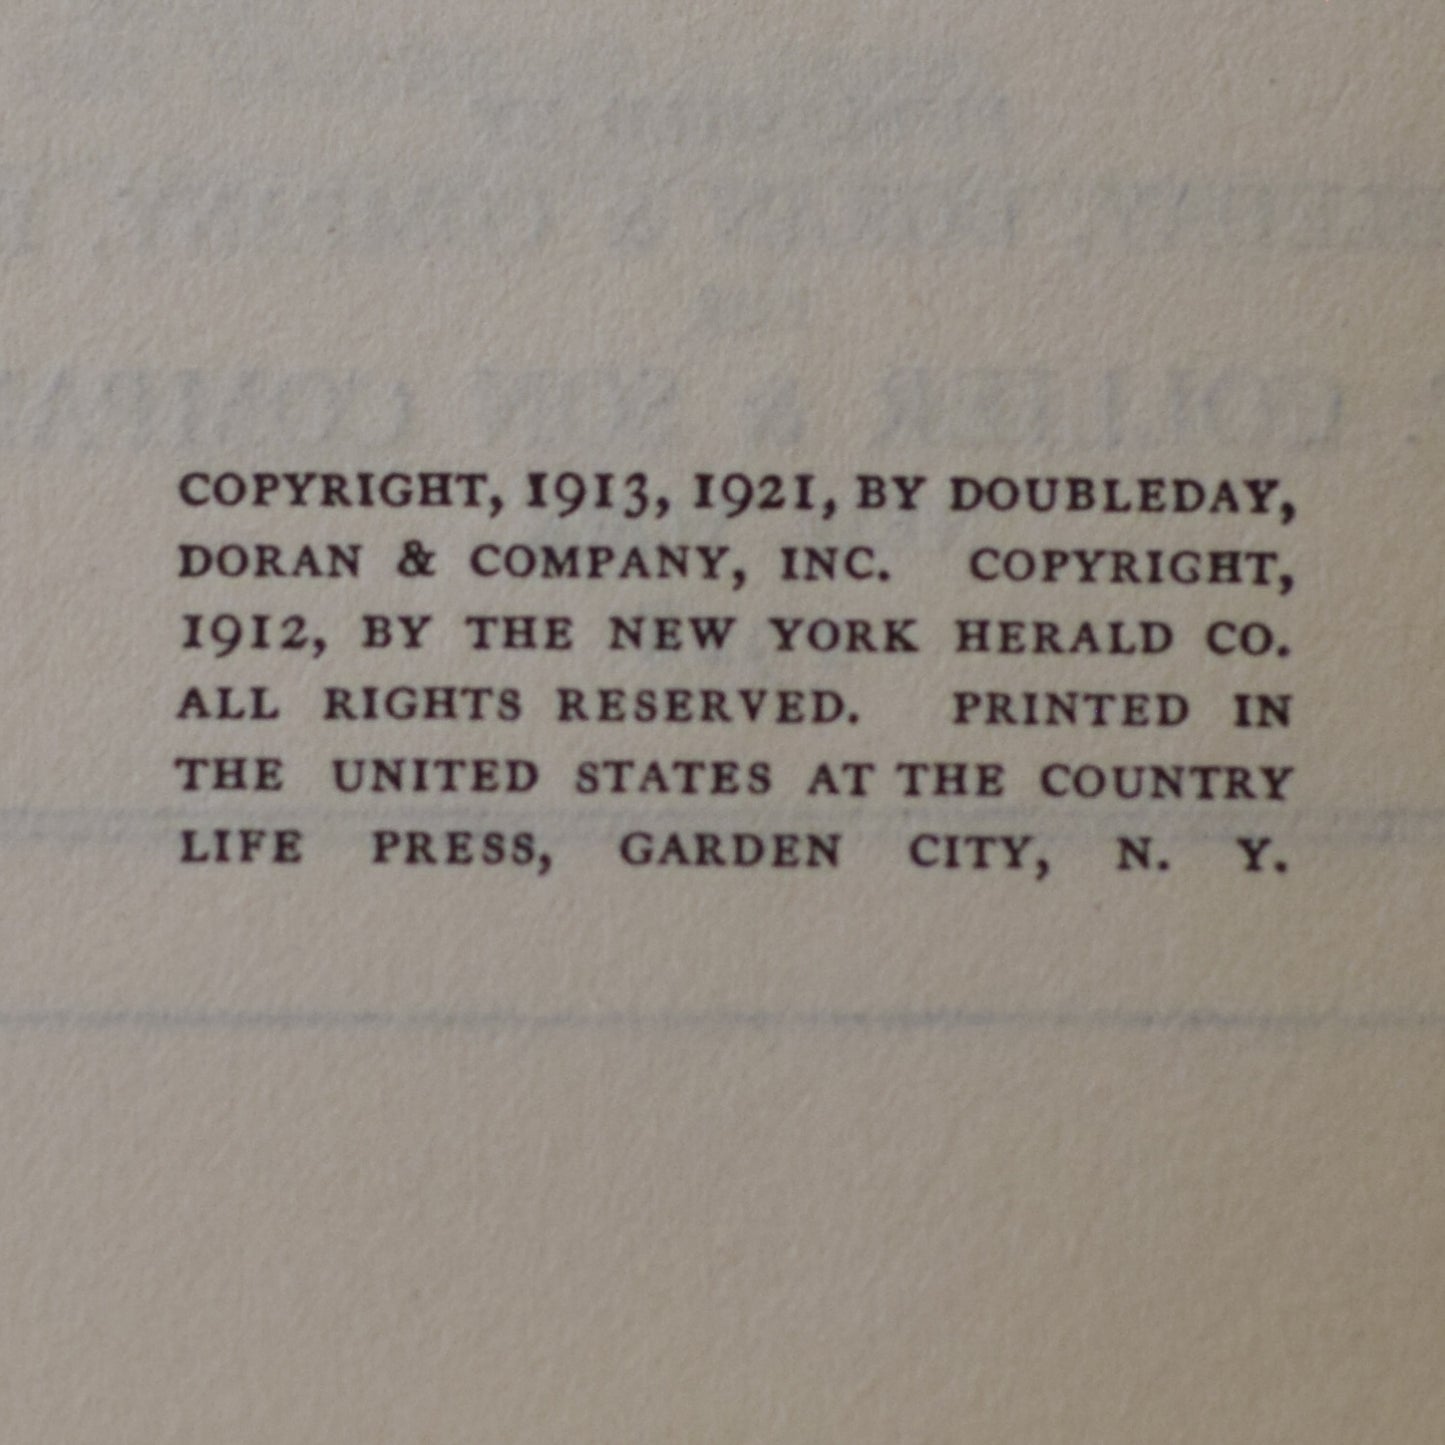 COPYRIGHT, 1913, 1921, BY DOUBLEDAY,
DORAN & COMPANY, INC. COPYRIGHT,
1912, BY THE NEW YORK HERALD CO.
ALL RIGHTS RESERVED. PRINTED IN
THE UNITED STATES AT THE COUNTRY
LIFE PRESS, GARDEN CITY, N. Y.